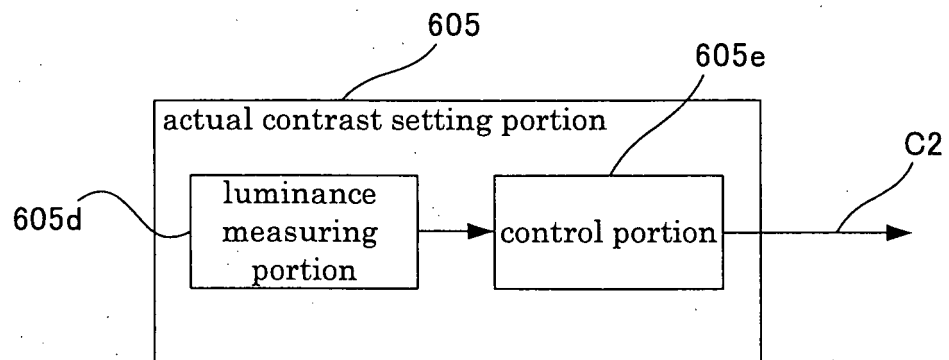 605
605e
actual contrast setting portion
C2
luminance
measuring
portion
control portion
605d